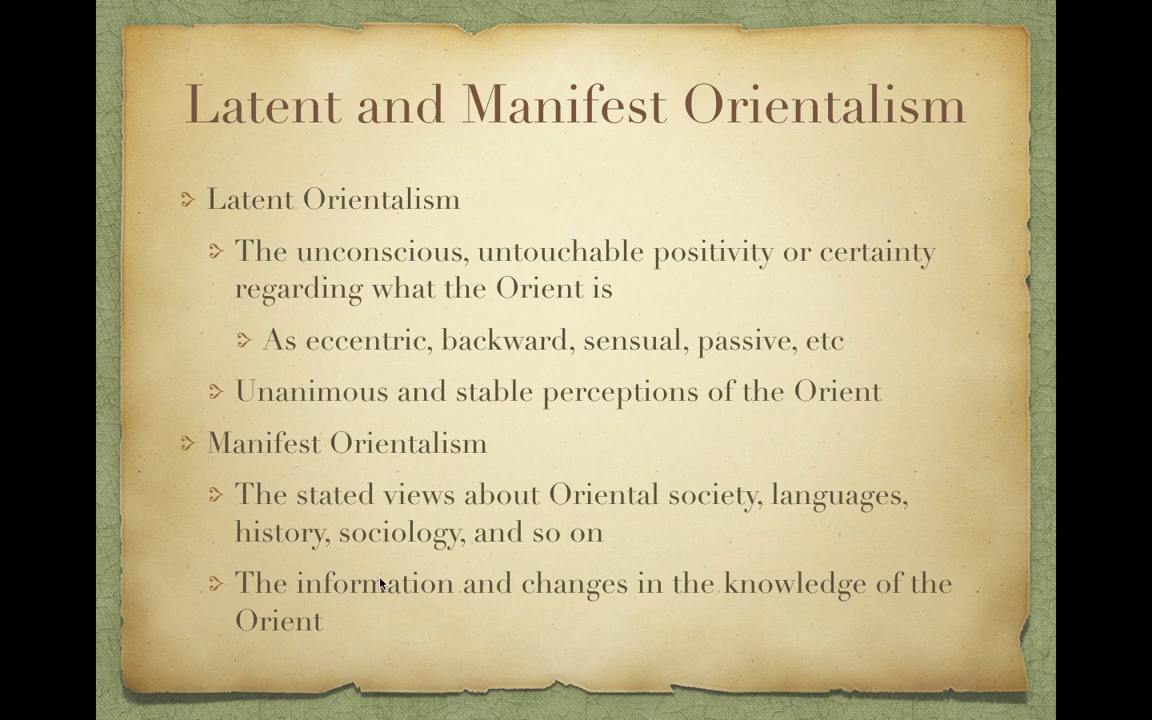 Latent and Manifest Orientalism
Latent Orientalism
The unconscious, untouchable positivity or certainty
regarding what the Orient is
As eccentric, backward, sensual, passive, etc
Unanimous and stable perceptions of the Orient
Manifest Orientalism
The stated views about Oriental society, languages,
history, sociology, and so on
The information and changes in the knowledge of the
Orient